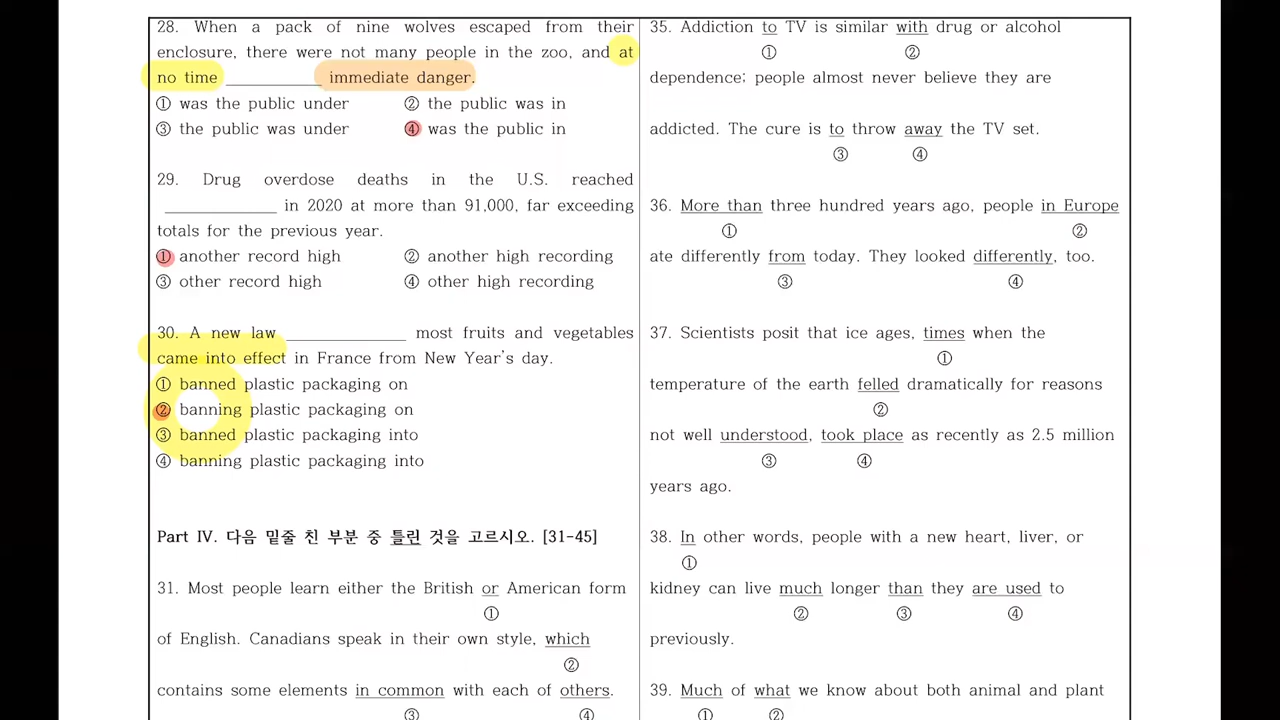 28. When a pack of nine wolves escaped from their
enclosure, there were not many people in the zoo, and at
no time ____________ immediate danger.
① was the public under ② the public was in
③ the public was under ④ was the public in
29. Drug overdose deaths in the U.S. reached
______________ in 2020 at more than 91,000, far exceeding
totals for the previous year.
① another record high ② another high recording
③ other record high ④ other high recording
30. A new law _______________ most fruits and vegetables
came into effect in France from New Year's day.
① banned plastic packaging on
② banning plastic packaging on
③ banned plastic packaging into
④ banning plastic packaging into
Part Ⅳ. 다음 밑줄 친 부분 중 틀린 것을 고르시오. [31-45]
31. Most people learn either the British or American form
①
of English. Canadians speak in their own style, which
②
contains some elements in common with each of others.
③ ④
35. Addiction to TV is similar with drug or alcohol
① ②
dependence; people almost never believe they are
addicted. The cure is to throw away the TV set.
③ ④
36. More than three hundred years ago, people in Europe
① ②
ate differently from today. They looked differently, too.
③ ④
37. Scientists posit that ice ages, times when the
①
temperature of the earth felled dramatically for reasons
②
not well understood, took place as recently as 2.5 million
③ ④
years ago.
38. In other words, people with a new heart, liver, or
①
kidney can live much longer than they are used to
② ③ ④
previously.
39. Much of what we know about both animal and plant
① ②